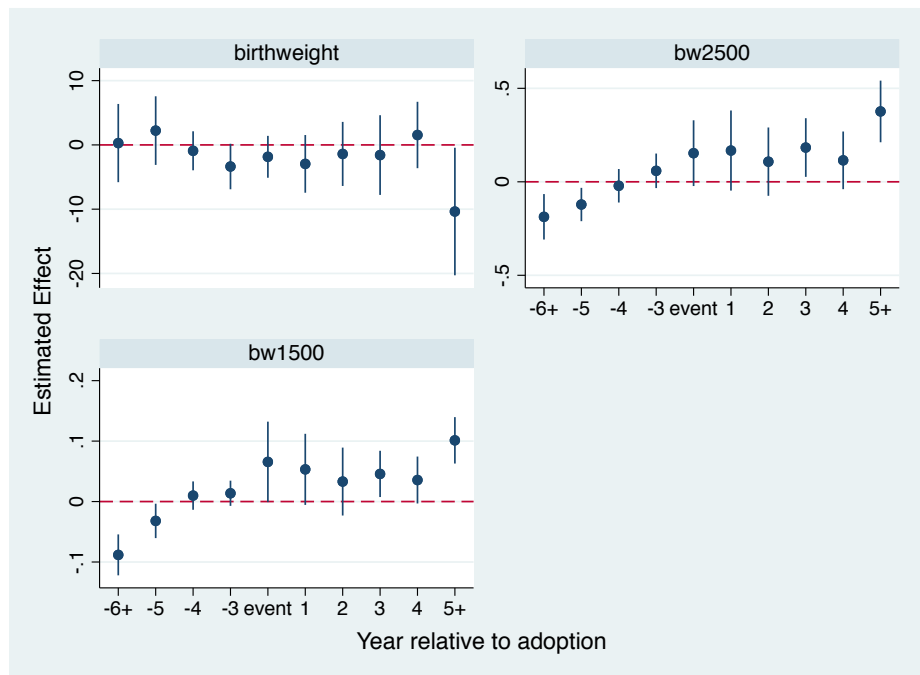 birthweight
bw2500
10
0
-10
-20
.5
0
-.5
-6+ -5 -4 -3 event 1 2 3 4 5+
Estimated Effect
bw1500
.2
.1
0
-.1
-6+ -5 -4 -3 event 1 2 3 4 5+
Year relative to adoption